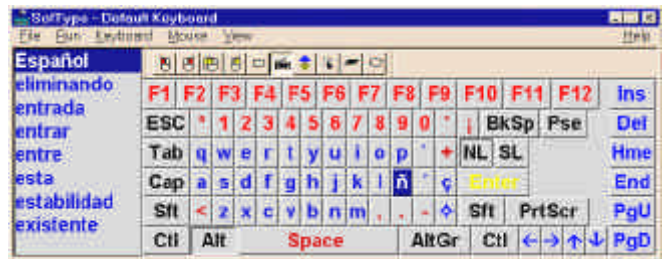 SofType - Default Keyboard
File Run Keyboard Mouse View Help
Español
eliminando
entrada
entrar
entre
esta
estabilidad
existente
F1 F2 F3 F4 F5 F6 F7 F8 F9 F10 F11 F12 Ins
ESC º 1 2 3 4 5 6 7 8 9 0 ' ¡ BkSp Pse Del
Tab q w e r t y u i o p ` + NL SL Hme
Cap a s d f g h j k l ñ ´ ç Enter End
Sft < z x c v b n m , . - Sft PrtScr PgU
Ctl Alt Space AltGr Ctl ← → ↑ ↓ PgD